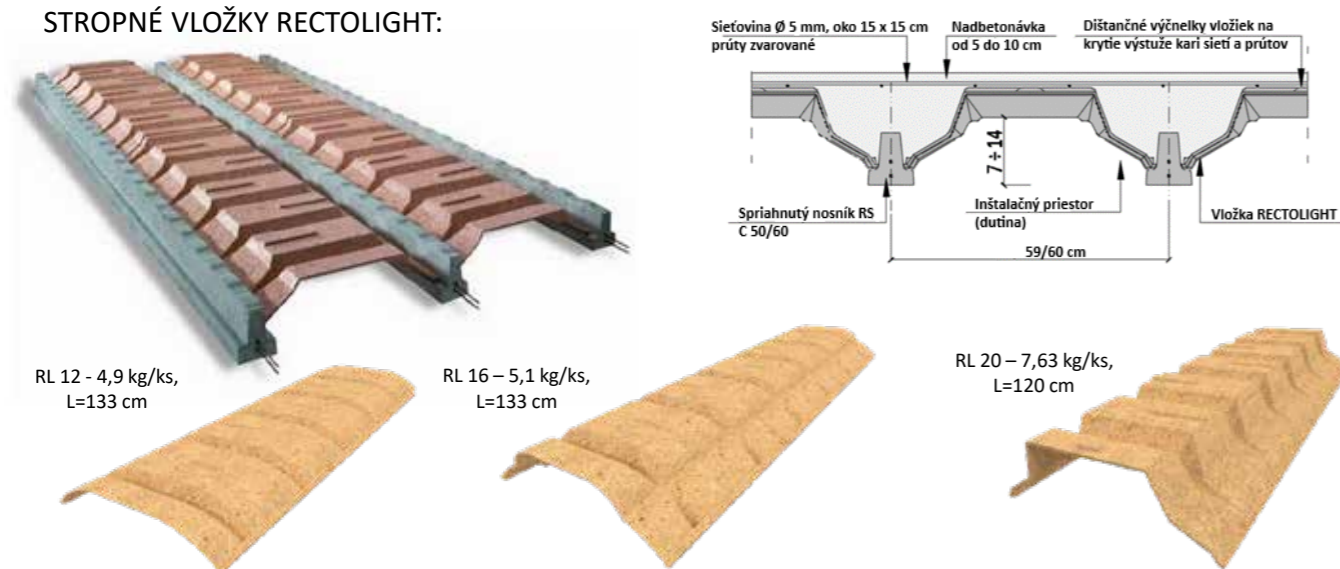 STROPNÉ VLOŽKY RECTOLIGHT:
Sieťovina Ø 5 mm, oko 15 x 15 cm
prúty zvarované
Nadbetonávka
od 5 do 10 cm
Dištančné výčnelky vložiek na
krytie výstuže kari sietí a prútov
7 ÷ 14
Spriahnutý nosník RS
C 50/60
Inštalačný priestor
(dutina)
Vložka RECTOLIGHT
59/60 cm
RL 12 - 4,9 kg/ks,
L=133 cm
RL 16 – 5,1 kg/ks,
L=133 cm
RL 20 – 7,63 kg/ks,
L=120 cm